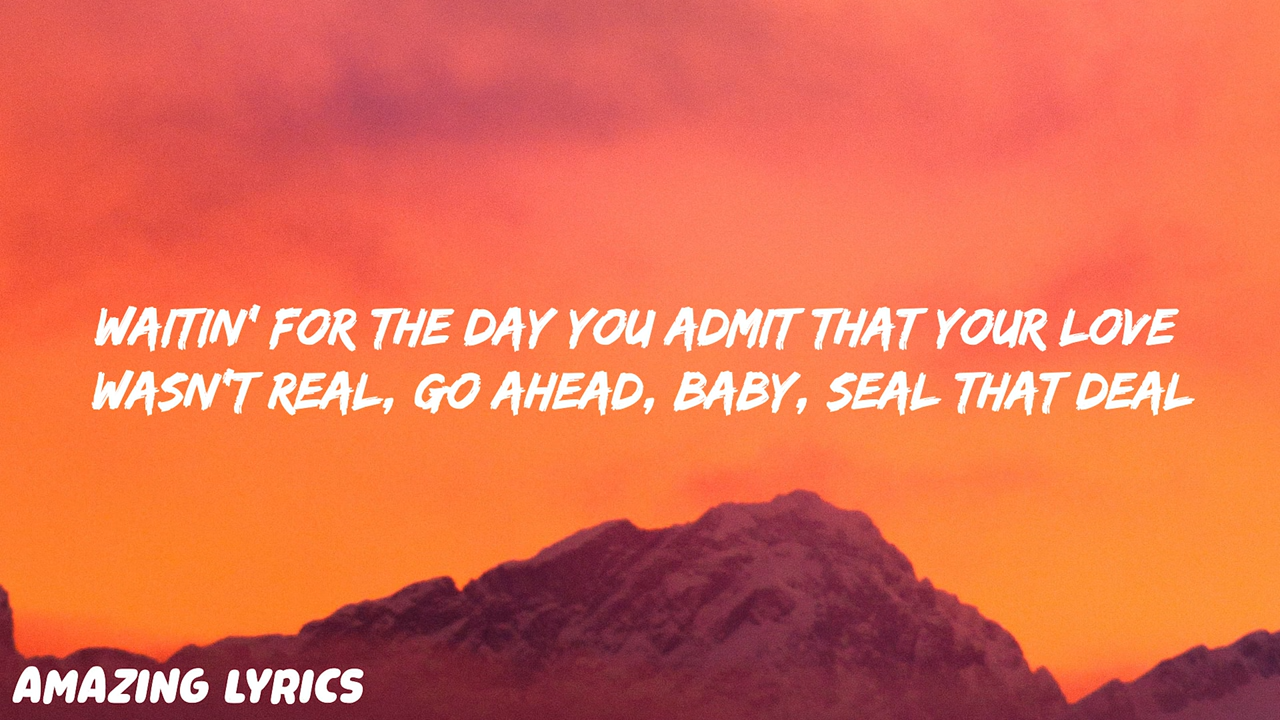 WAITIN' FOR THE DAY YOU ADMIT THAT YOUR LOVE
WASN'T REAL, GO AHEAD, BABY, SEAL THAT DEAL
AMAZING LYRICS